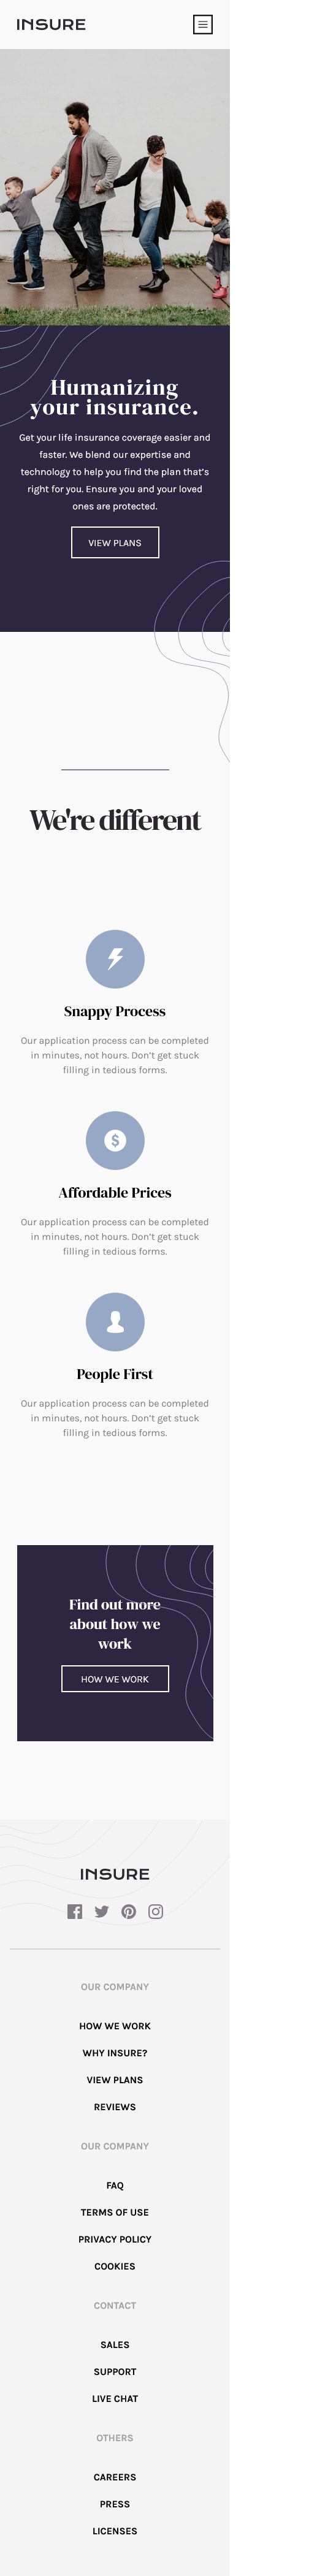 INSURE
Humanizing
your insurance.
Get your life insurance coverage easier and
faster. We blend our expertise and
technology to help you find the plan that’s
right for you. Ensure you and your loved
ones are protected.
VIEW PLANS
We're different
Snappy Process
Our application process can be completed
in minutes, not hours. Don’t get stuck
filling in tedious forms.
Affordable Prices
Our application process can be completed
in minutes, not hours. Don’t get stuck
filling in tedious forms.
People First
Our application process can be completed
in minutes, not hours. Don’t get stuck
filling in tedious forms.
Find out more
about how we
work
HOW WE WORK
INSURE
OUR COMPANY
HOW WE WORK
WHY INSURE?
VIEW PLANS
REVIEWS
OUR COMPANY
FAQ
TERMS OF USE
PRIVACY POLICY
COOKIES
CONTACT
SALES
SUPPORT
LIVE CHAT
OTHERS
CAREERS
PRESS
LICENSES